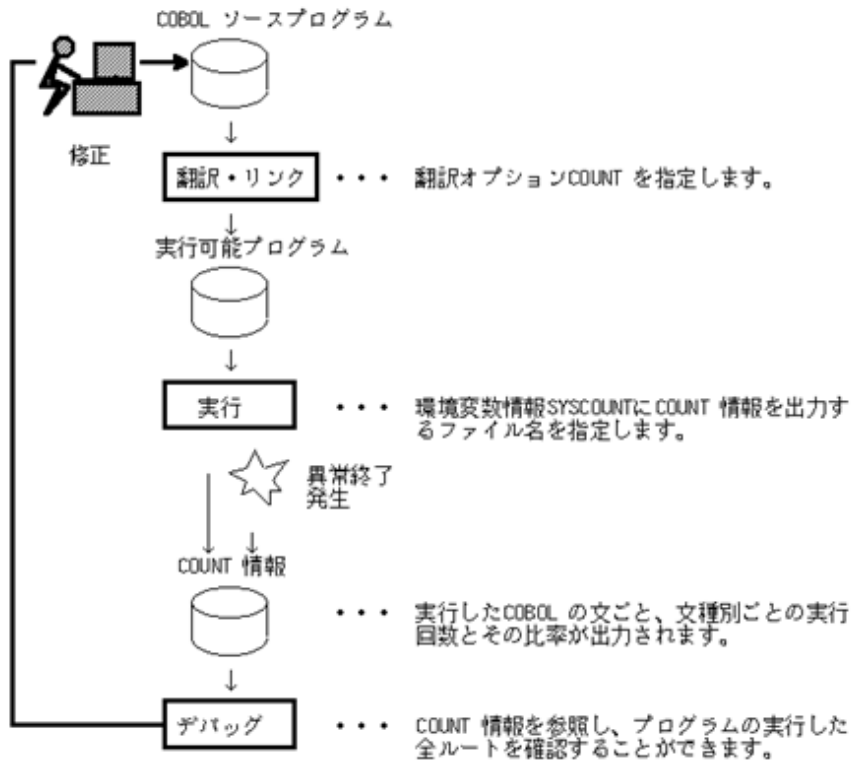 COBOL ソースプログラム
修正
翻訳・リンク ・・・ 翻訳オプションCOUNT を指定します。
実行可能プログラム
実行 ・・・ 環境変数情報SYSCOUNTにCOUNT 情報を出力す
るファイル名を指定します。
異常終了
発生
COUNT 情報
・・・ 実行したCOBOL の文ごと、文種別ごとの実行
回数とその比率が出力されます。
デバッグ ・・・ COUNT 情報を参照し、プログラムの実行した
全ルートを確認することができます。